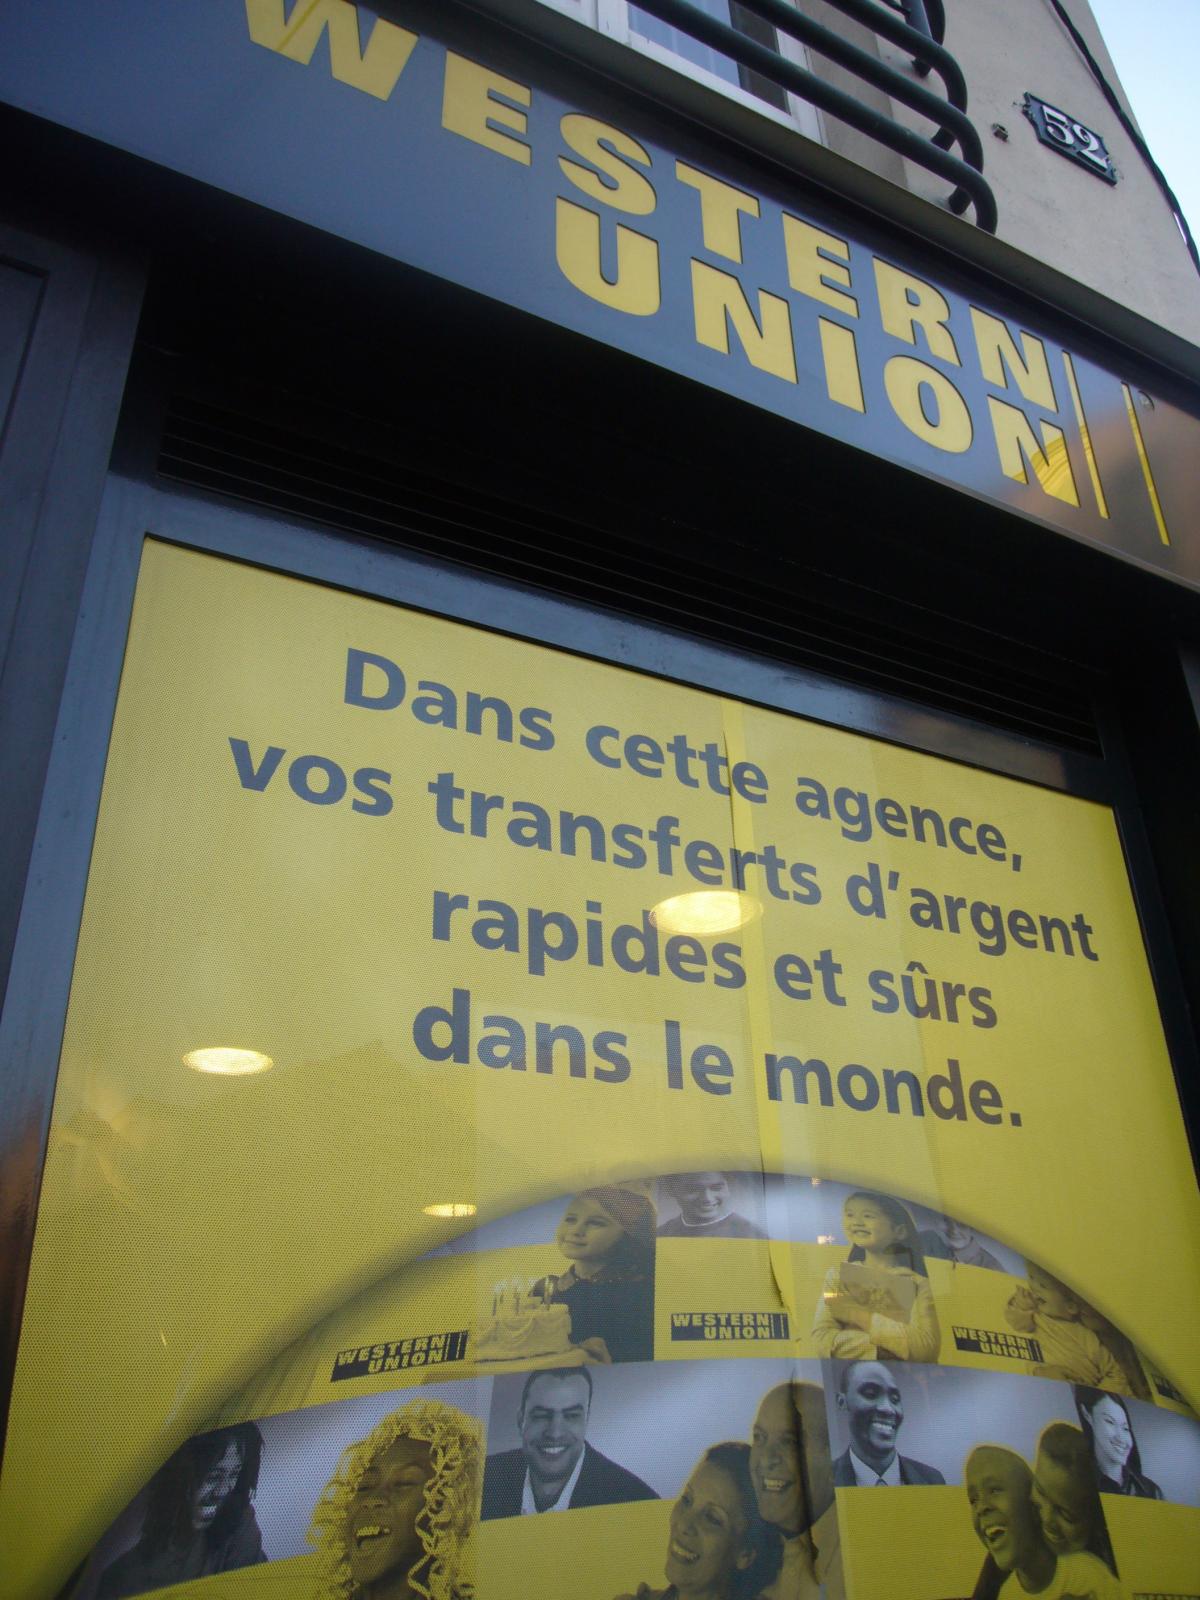 52
WESTERN
UNION
Dans cette agence,
vos transferts d'argent
rapides et sûrs
dans le monde.
WESTERN
UNION
WESTERN
UNION
WESTERN
UNION